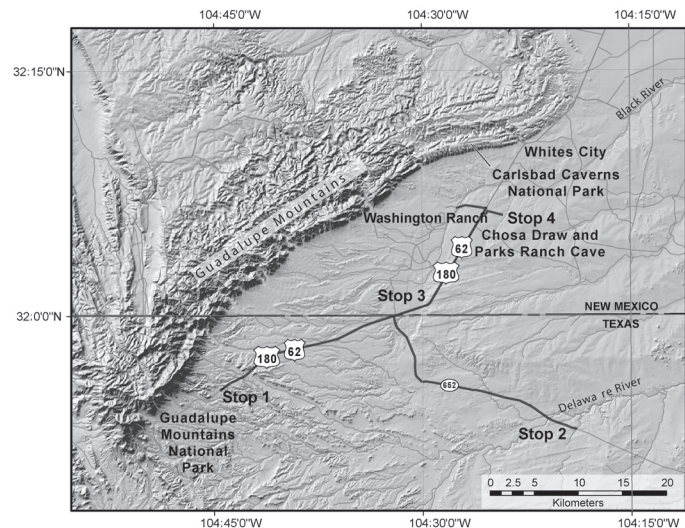 104°45'0"W 104°30'0"W 104°15'0"W
32°15'0"N
Black River
Whites City
Carlsbad Caverns
National Park
Guadalupe Mountains
Washington Ranch
Stop 4
Chosa Draw and
Parks Ranch Cave
62
180
Stop 3
NEW MEXICO
32°0'0"N
TEXAS
180 62
652
Stop 1
Delawa re River
Guadalupe
Mountains
National
Park
Stop 2
0 2.5 5 10 15 20
Kilometers
104°45'0"W 104°30'0"W 104°15'0"W